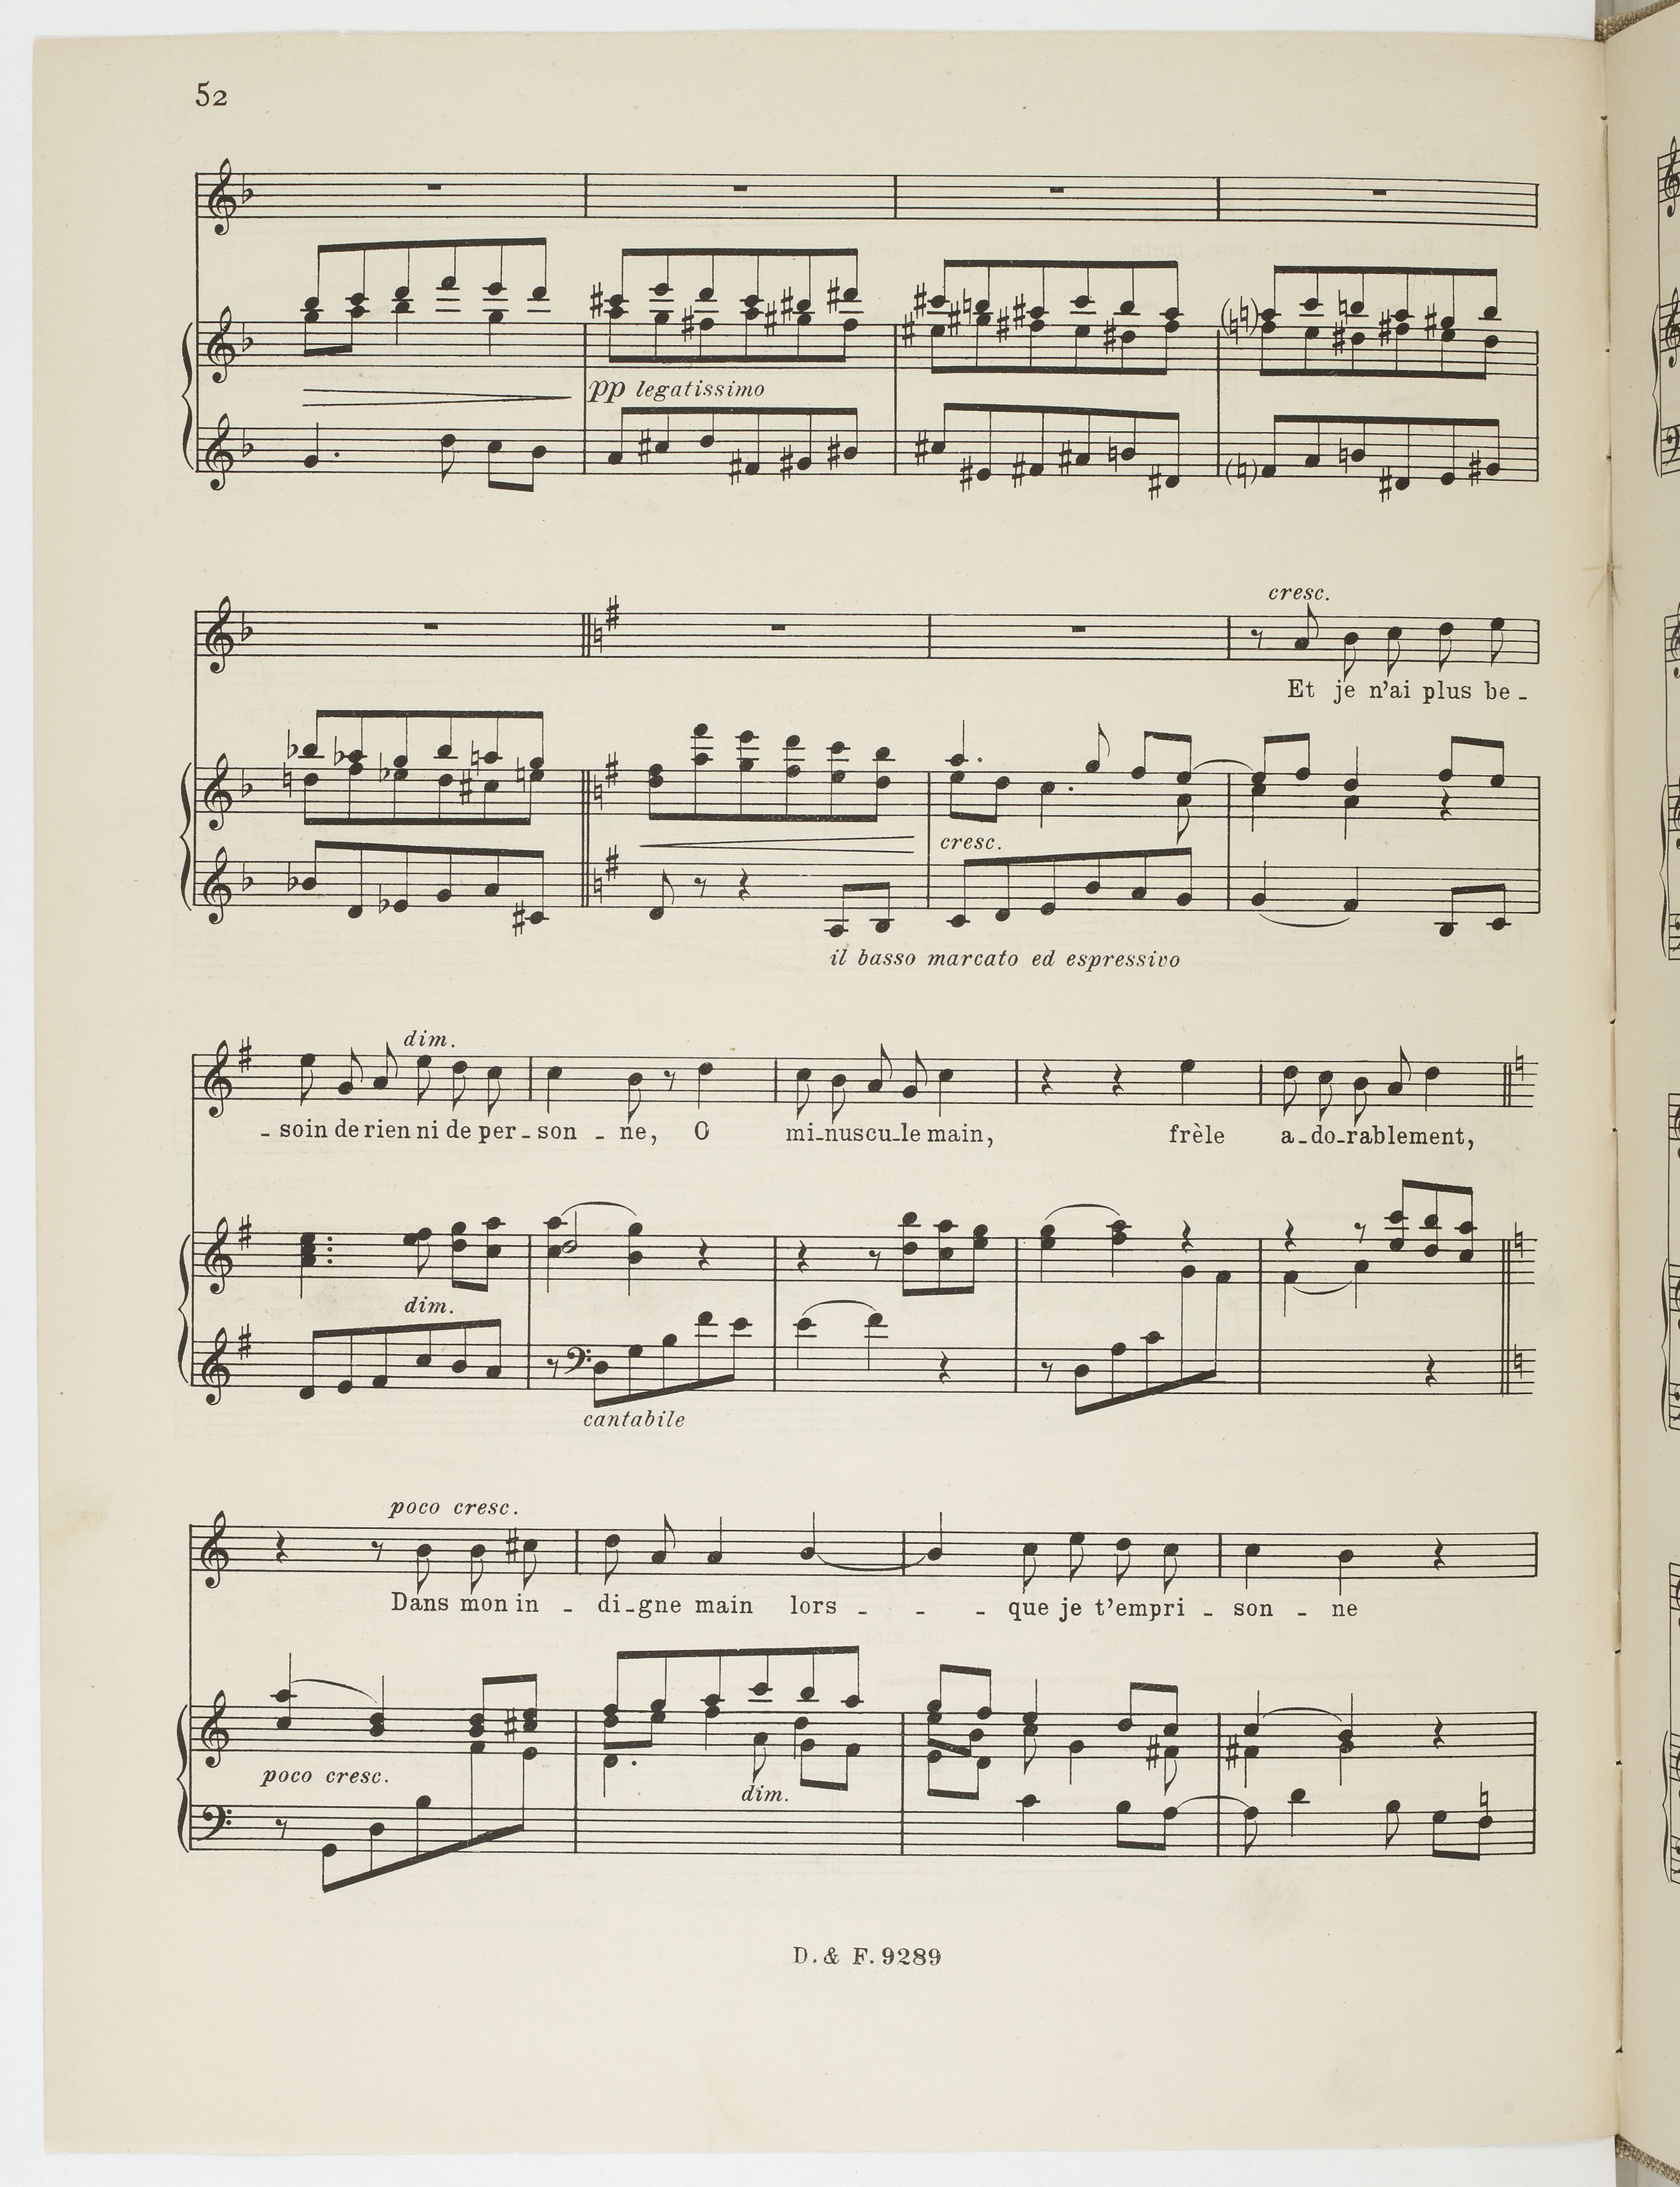 52
pp legatissimo
cresc.
Et je n'ai plus be -
cresc.
il basso marcato ed espressivo
dim.
- soin de rien ni de per - son - ne, O mi - nuscu - le main, frèle a - do - rablement,
dim.
cantabile
poco cresc.
Dans mon in - di - gne main lors - - - que je t'empri - son - ne
poco cresc.
dim.
D. & F. 9289